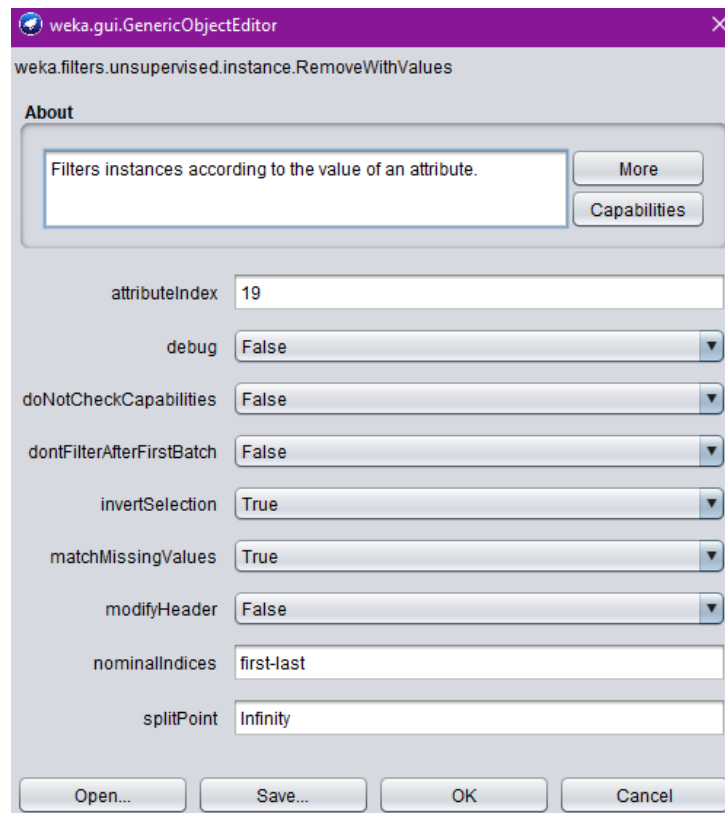 weka.gui.GenericObjectEditor
weka.filters.unsupervised.instance.RemoveWithValues
About
Filters instances according to the value of an attribute.
More
Capabilities
attributeIndex 19
debug False
doNotCheckCapabilities False
dontFilterAfterFirstBatch False
invertSelection True
matchMissingValues True
modifyHeader False
nominalIndices first-last
splitPoint Infinity
Open... Save... OK Cancel